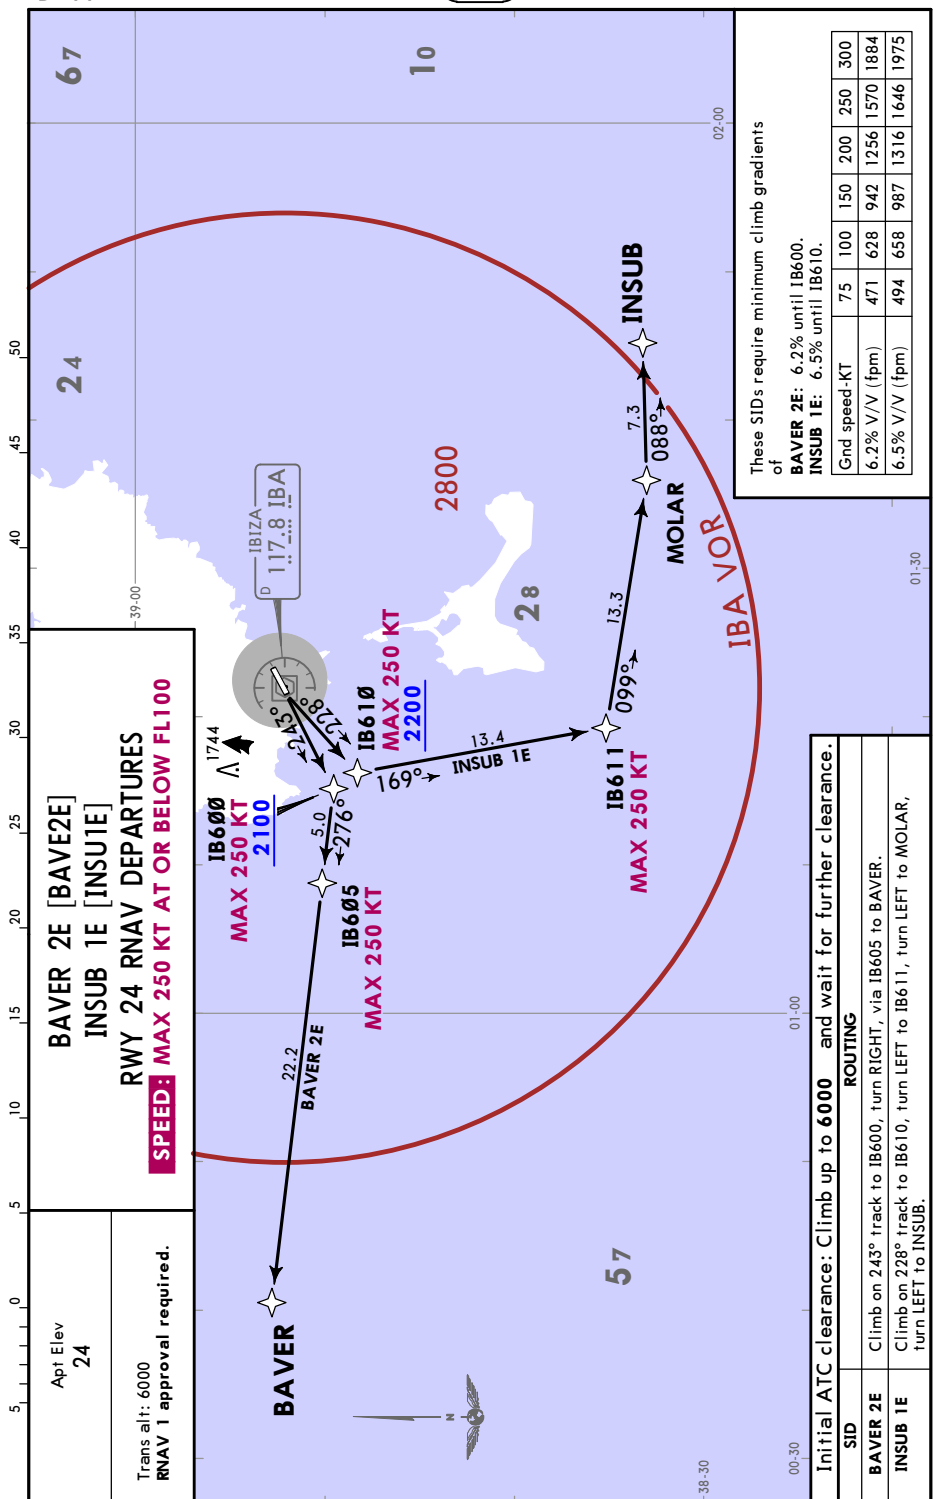 Apt Elev
24
Trans alt: 6000
RNAV 1 approval required.
BAVER 2E [BAVE2E]
INSUB 1E [INSU1E]
RWY 24 RNAV DEPARTURES
SPEED: MAX 250 KT AT OR BELOW FL100
5 0 5 10 15 20 25 30 35 40 45 50
67
24
10
28
57
39-00
38-30
00-30
01-00
01-30
02-00
1744
IBIZA
D 117.8 IBA
2800
IBA VOR
243°
228°
IB6ØØ
MAX 250 KT
2100
IB61Ø
MAX 250 KT
2200
5.0
276°
IB6Ø5
MAX 250 KT
22.2
BAVER 2E
BAVER
N
169°
13.4
INSUB 1E
IB611
MAX 250 KT
13.3
099°
MOLAR
7.3
088°
INSUB
These SIDs require minimum climb gradients
of
BAVER 2E: 6.2% until IB600.
INSUB 1E: 6.5% until IB610.
Gnd speed-KT 75 100 150 200 250 300
6.2% V/V (fpm) 471 628 942 1256 1570 1884
6.5% V/V (fpm) 494 658 987 1316 1646 1975
Initial ATC clearance: Climb up to 6000 and wait for further clearance.
SID ROUTING
BAVER 2E Climb on 243° track to IB600, turn RIGHT, via IB605 to BAVER.
INSUB 1E Climb on 228° track to IB610, turn LEFT to IB611, turn LEFT to MOLAR,
turn LEFT to INSUB.